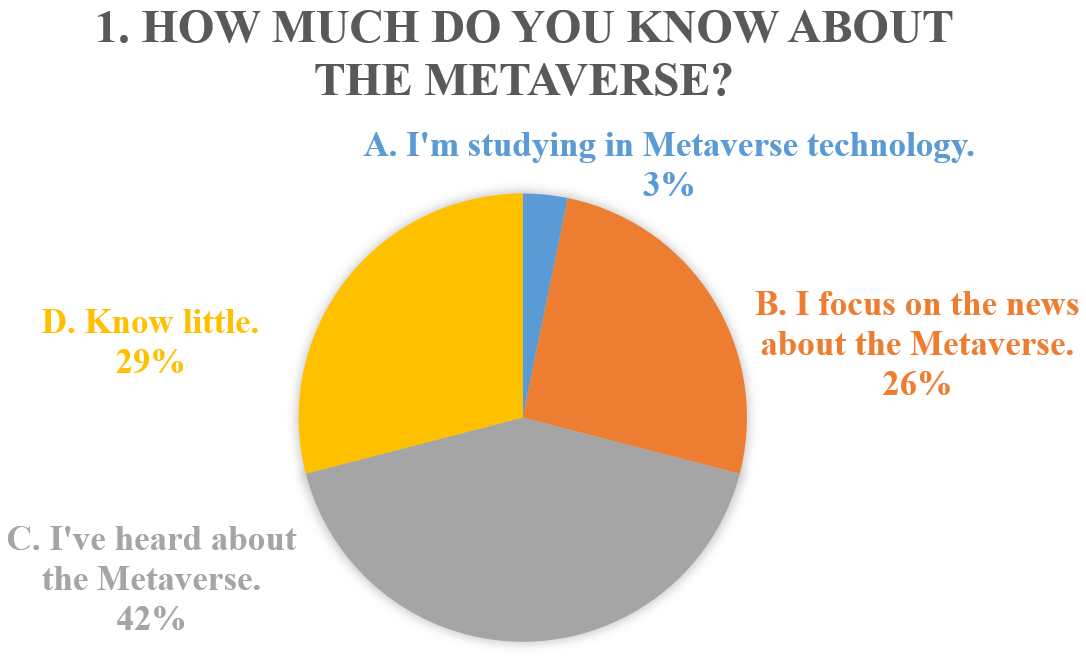 1. HOW MUCH DO YOU KNOW ABOUT
THE METAVERSE?
A. I'm studying in Metaverse technology.
3%
B. I focus on the news
about the Metaverse.
26%
D. Know little.
29%
C. I've heard about
the Metaverse.
42%